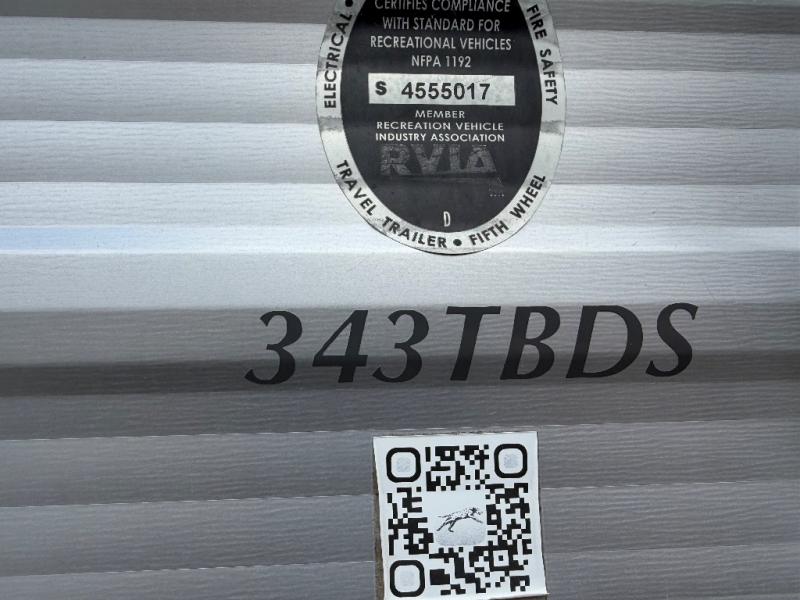 CERTIFIES COMPLIANCE
WITH STANDARD FOR
RECREATIONAL VEHICLES
NFPA 1192
S 4555017
MEMBER
RECREATION VEHICLE
INDUSTRY ASSOCIATION
RVIA
D
ELECTRICAL •
FIRE SAFETY
TRAVEL TRAILER • FIFTH WHEEL
343TBDS